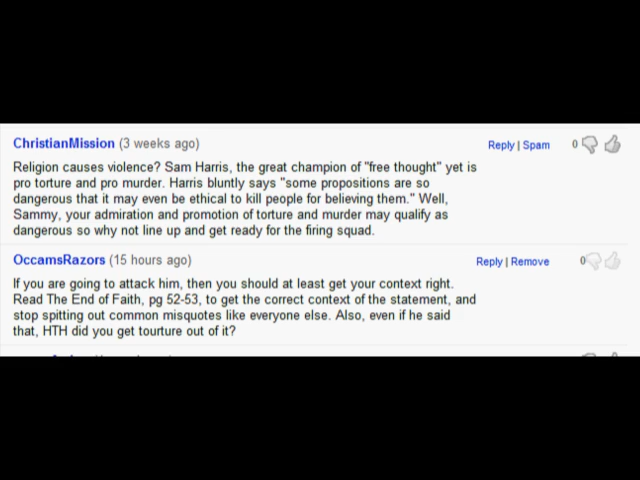 ChristianMission (3 weeks ago) Reply | Spam 0
Religion causes violence? Sam Harris, the great champion of "free thought" yet is
pro torture and pro murder. Harris bluntly says "some propositions are so
dangerous that it may even be ethical to kill people for believing them." Well,
Sammy, your admiration and promotion of torture and murder may qualify as
dangerous so why not line up and get ready for the firing squad.
OccamsRazors (15 hours ago) Reply | Remove 0
If you are going to attack him, then you should at least get your context right.
Read The End of Faith, pg 52-53, to get the correct context of the statement, and
stop spitting out common misquotes like everyone else. Also, even if he said
that, HTH did you get tourture out of it?